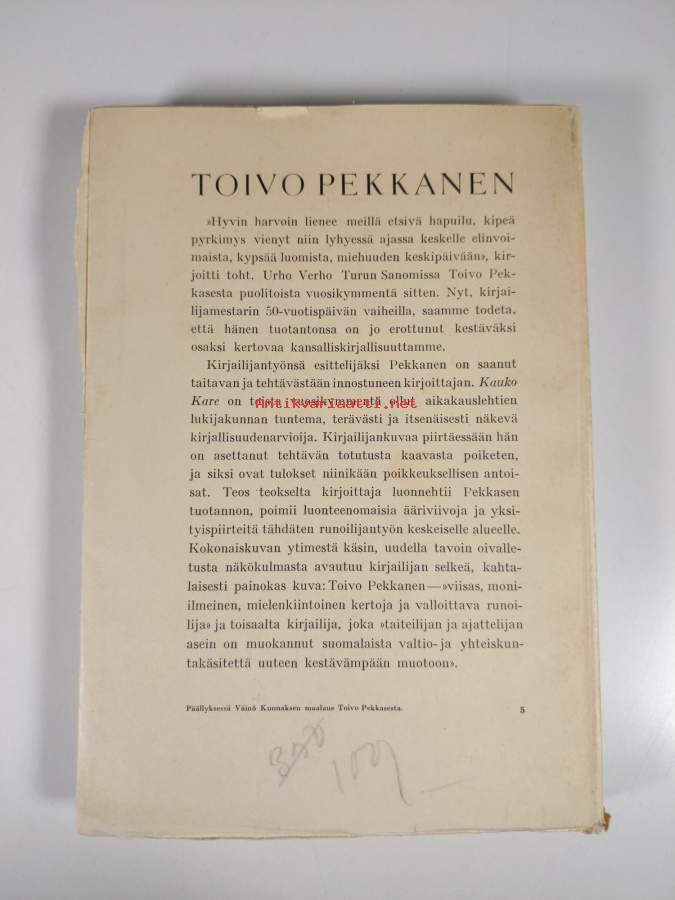 TOIVO PEKKANEN
»Hyvin harvoin lienee meillä etsivä hapuilu, kipeä
pyrkimys vienyt niin lyhyessä ajassa keskelle elinvoi-
maista, kypsää luomista, miehuuden keskipäivään», kir-
joitti toht. Urho Verho Turun Sanomissa Toivo Pek-
kasesta puolitoista vuosikymmentä sitten. Nyt, kirjai-
lijamestarin 50-vuotispäivän vaiheilla, saamme todeta,
että hänen tuotantonsa on jo erottunut kestäväksi
osaksi kertovaa kansalliskirjallisuuttamme.
Kirjailijantyönsä esittelijäksi Pekkanen on saanut
taitavan ja tehtävästään innostuneen kirjoittajan. Kauko
Kare on toista vuosikymmentä ollut aikakauslehtien
Antikvariaatti.net
lukijakunnan tuntema, terävästi ja itsenäisesti näkevä
kirjallisuudenarvioija. Kirjailijankuvaa piirtäessään hän
on asettanut tehtävän totutusta kaavasta poiketen,
ja siksi ovat tulokset niinikään poikkeuksellisen antoi-
sat. Teos teokselta kirjoittaja luonnehtii Pekkasen
tuotannon, poimii luonteenomaisia ääriviivoja ja yksi-
tyispiirteitä tähdäten runoilijantyön keskeiselle alueelle.
Kokonaiskuvan ytimestä käsin, uudella tavoin oivalle-
tusta näkökulmasta avautuu kirjailijan selkeä, kahta-
laisesti painokas kuva: Toivo Pekkanen — »viisas, moni-
ilmeinen, mielenkiintoinen kertoja ja valloittava runoi-
lija» ja toisaalta kirjailija, joka »taiteilijan ja ajattelijan
asein on muokannut suomalaista valtio- ja yhteiskun-
takäsitettä uuteen kestävämpään muotoon».
Päällyksessä Väinö Kunnaksen maalaus Toivo Pekkasesta. 5